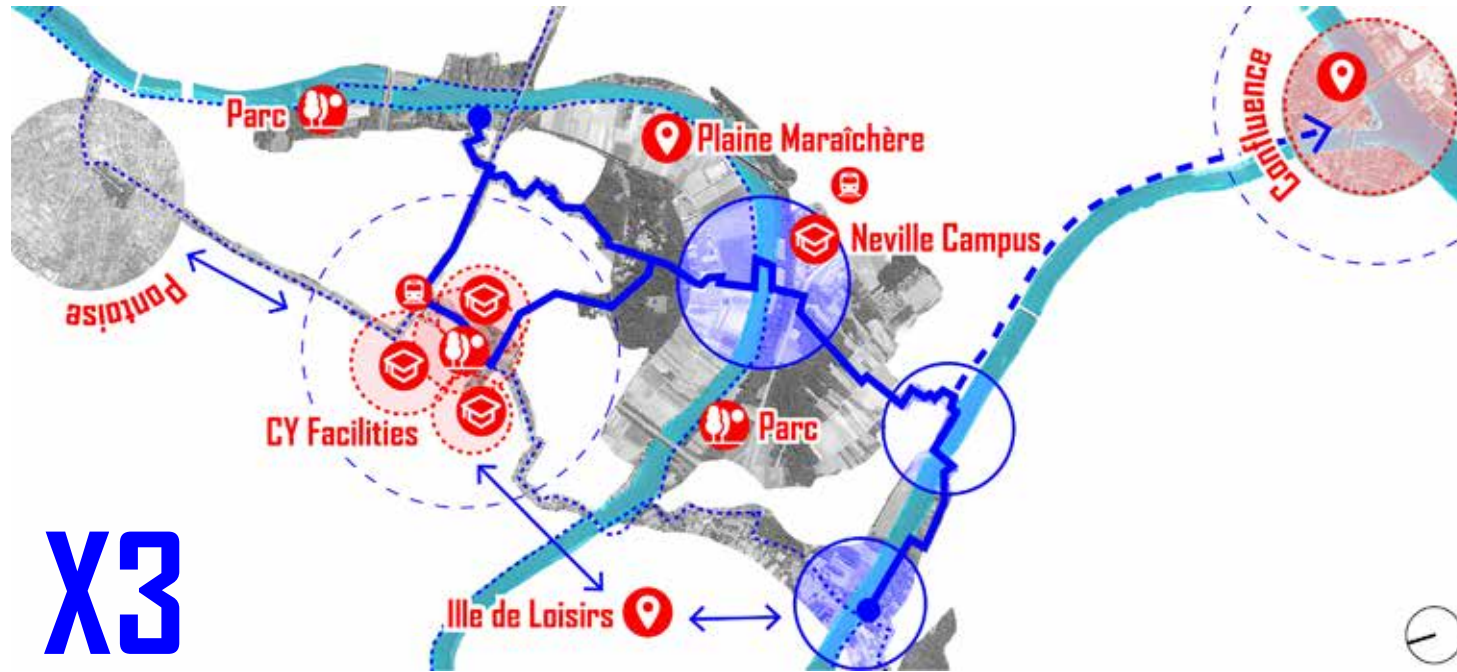 Parc
Plaine Maraîchère
Confluence
Neville Campus
Pontoise
CY Facilities
Parc
Ille de Loisirs
X3